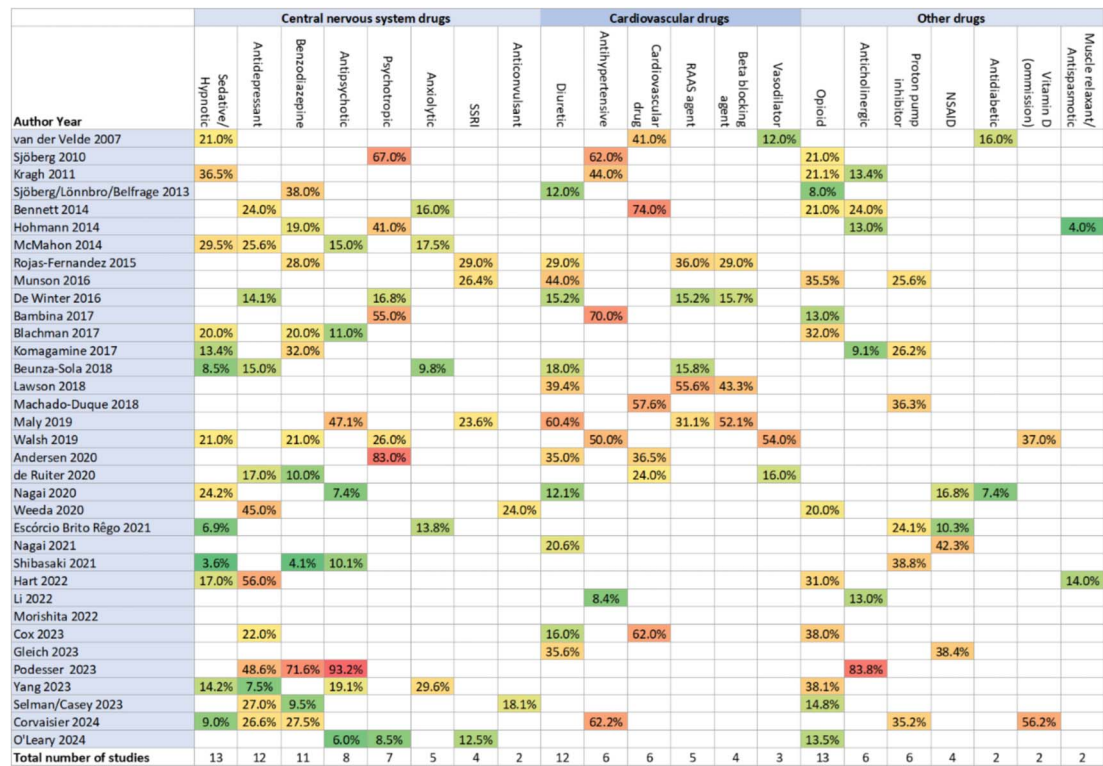 Central nervous system drugs Cardiovascular drugs Other drugs
Author Year Sedative/ Hypnotic Antidepressant Benzodiazepine Antipsychotic Psychotropic Anxiolytic SSRI Anticonvulsant Diuretic Antihypertensive Cardiovascular drug RAAS agent Beta blocking agent Vasodilator Opioid Anticholinergic Proton pump inhibitor NSAID Antidiabetic Vitamin D (ommission) Muscle relaxant/ Antispasmotic
van der Velde 2007 21.0% 41.0% 12.0% 16.0%
Sjöberg 2010 67.0% 62.0% 21.0%
Kragh 2011 36.5% 44.0% 21.1% 13.4%
Sjöberg/Lönnbro/Belfrage 2013 38.0% 12.0% 8.0%
Bennett 2014 24.0% 16.0% 74.0% 21.0% 24.0%
Hohmann 2014 19.0% 41.0% 13.0% 4.0%
McMahon 2014 29.5% 25.6% 15.0% 17.5%
Rojas-Fernandez 2015 28.0% 29.0% 29.0% 36.0% 29.0%
Munson 2016 26.4% 44.0% 35.5% 25.6%
De Winter 2016 14.1% 16.8% 15.2% 15.2% 15.7%
Bambina 2017 55.0% 70.0% 13.0%
Blachman 2017 20.0% 20.0% 11.0% 32.0%
Komagamine 2017 13.4% 32.0% 9.1% 26.2%
Beunza-Sola 2018 8.5% 15.0% 9.8% 18.0% 15.8%
Lawson 2018 39.4% 55.6% 43.3%
Machado-Duque 2018 57.6% 36.3%
Maly 2019 47.1% 23.6% 60.4% 31.1% 52.1%
Walsh 2019 21.0% 21.0% 26.0% 50.0% 54.0% 37.0%
Andersen 2020 83.0% 35.0% 36.5%
de Ruiter 2020 17.0% 10.0% 24.0% 16.0%
Nagai 2020 24.2% 7.4% 12.1% 16.8% 7.4%
Weeda 2020 45.0% 24.0% 20.0%
Escórcio Brito Rêgo 2021 6.9% 13.8% 24.1% 10.3%
Nagai 2021 20.6% 42.3%
Shibasaki 2021 3.6% 4.1% 10.1% 38.8%
Hart 2022 17.0% 56.0% 31.0% 14.0%
Li 2022 8.4% 13.0%
Morishita 2022
Cox 2023 22.0% 16.0% 62.0% 38.0%
Gleich 2023 35.6% 38.4%
Podesser 2023 48.6% 71.6% 93.2% 83.8%
Yang 2023 14.2% 7.5% 19.1% 29.6% 38.1%
Selman/Casey 2023 27.0% 9.5% 18.1% 14.8%
Corvaisier 2024 9.0% 26.6% 27.5% 62.2% 35.2% 56.2%
O'Leary 2024 6.0% 8.5% 12.5% 13.5%
Total number of studies 13 12 11 8 7 5 4 2 12 6 6 5 4 3 13 6 6 4 2 2 2